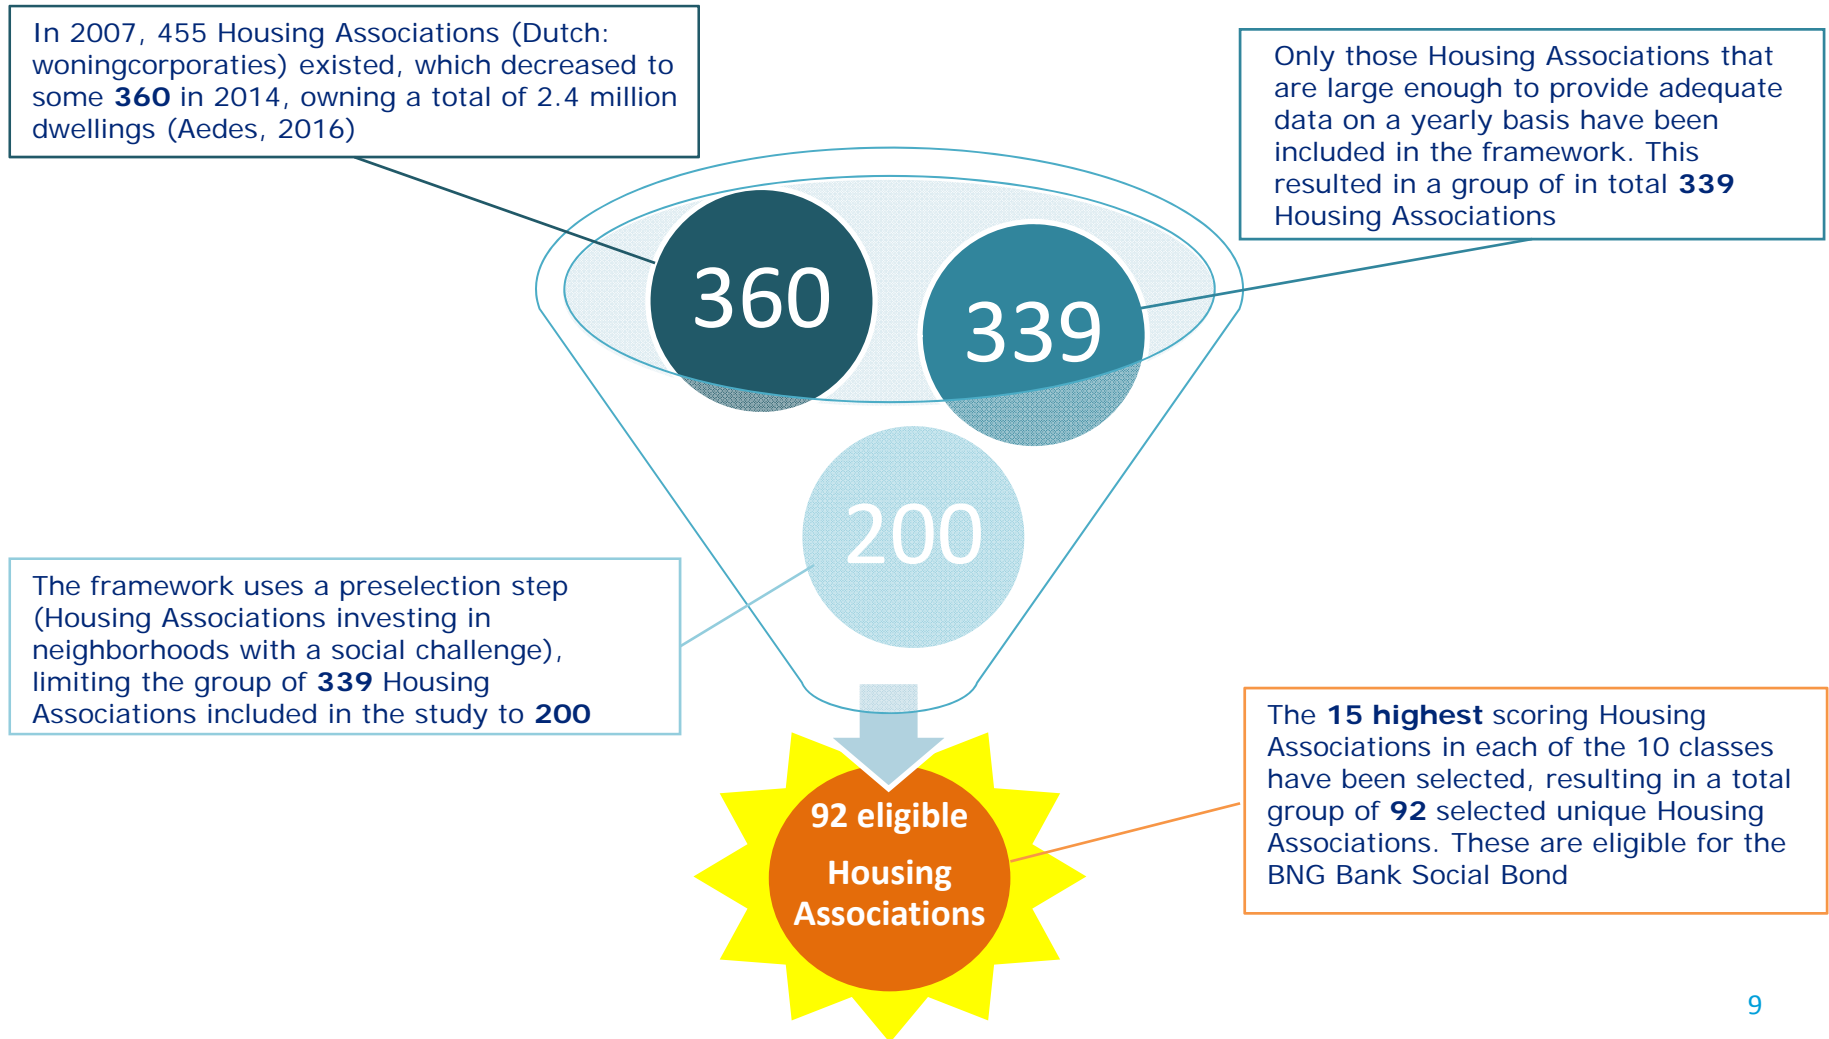 In 2007, 455 Housing Associations (Dutch:
woningcorporaties) existed, which decreased to
some 360 in 2014, owning a total of 2.4 million
dwellings (Aedes, 2016)
Only those Housing Associations that
are large enough to provide adequate
data on a yearly basis have been
included in the framework. This
resulted in a group of in total 339
Housing Associations
360
339
200
The framework uses a preselection step
(Housing Associations investing in
neighborhoods with a social challenge),
limiting the group of 339 Housing
Associations included in the study to 200
The 15 highest scoring Housing
Associations in each of the 10 classes
have been selected, resulting in a total
group of 92 selected unique Housing
Associations. These are eligible for the
BNG Bank Social Bond
92 eligible
Housing
Associations
9